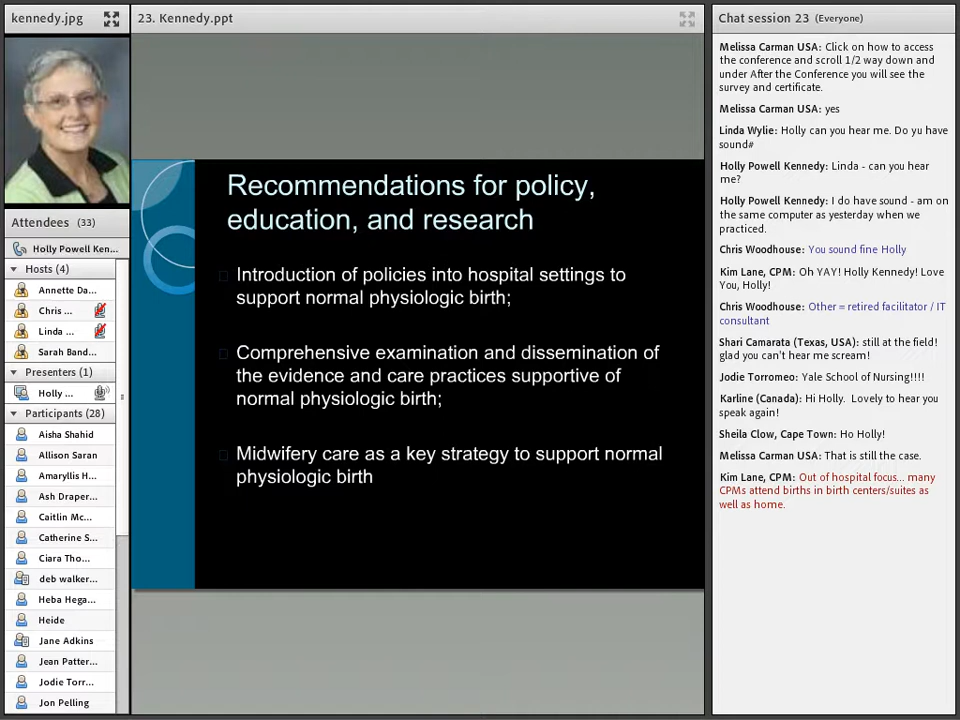 kennedy.jpg
Attendees (33)
Holly Powell Ken...
Hosts (4)
Annette Da...
Chris ...
Linda ...
Sarah Band...
Presenters (1)
Holly ...
Participants (28)
Aisha Shahid
Allison Saran
Amaryllis H...
Ash Draper...
Caitlin Mc...
Catherine S...
Ciara Tho...
deb walker...
Heba Hega...
Heide
Jane Adkins
Jean Patter...
Jodie Torr...
Jon Pelling
23. Kennedy.ppt
Recommendations for policy,
education, and research
Introduction of policies into hospital settings to
support normal physiologic birth;
Comprehensive examination and dissemination of
the evidence and care practices supportive of
normal physiologic birth;
Midwifery care as a key strategy to support normal
physiologic birth
Chat session 23 (Everyone)
Melissa Carman USA: Click on how to access
the conference and scroll 1/2 way down and
under After the Conference you will see the
survey and certificate.
Melissa Carman USA: yes
Linda Wylie: Holly can you hear me. Do yu have
sound#
Holly Powell Kennedy: Linda - can you hear
me?
Holly Powell Kennedy: I do have sound - am on
the same computer as yesterday when we
practiced.
Chris Woodhouse: You sound fine Holly
Kim Lane, CPM: Oh YAY! Holly Kennedy! Love
You, Holly!
Chris Woodhouse: Other = retired facilitator / IT
consultant
Shari Camarata (Texas, USA): still at the field!
glad you can't hear me scream!
Jodie Torromeo: Yale School of Nursing!!!!
Karline (Canada): Hi Holly. Lovely to hear you
speak again!
Sheila Clow, Cape Town: Ho Holly!
Melissa Carman USA: That is still the case.
Kim Lane, CPM: Out of hospital focus... many
CPMs attend births in birth centers/suites as
well as home.